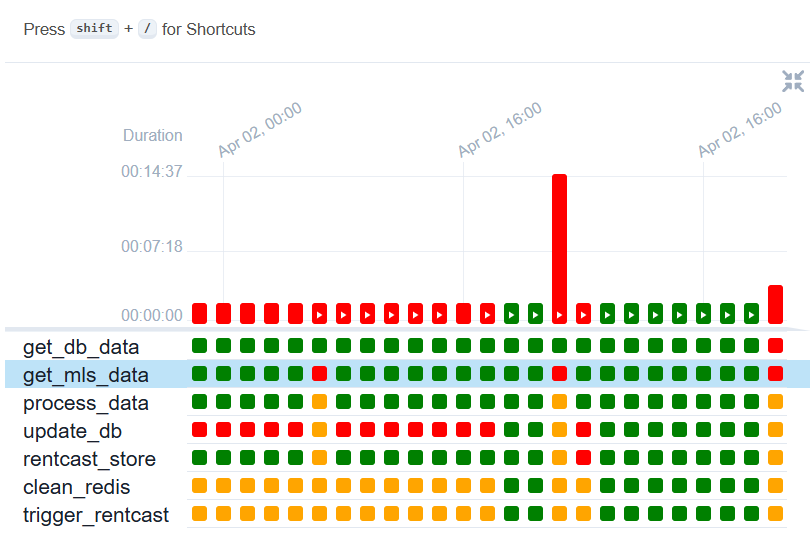 Press shift + / for Shortcuts
Apr 02, 00:00
Apr 02, 16:00
Apr 02, 16:00
Duration
00:14:37
00:07:18
00:00:00
get_db_data
get_mls_data
process_data
update_db
rentcast_store
clean_redis
trigger_rentcast